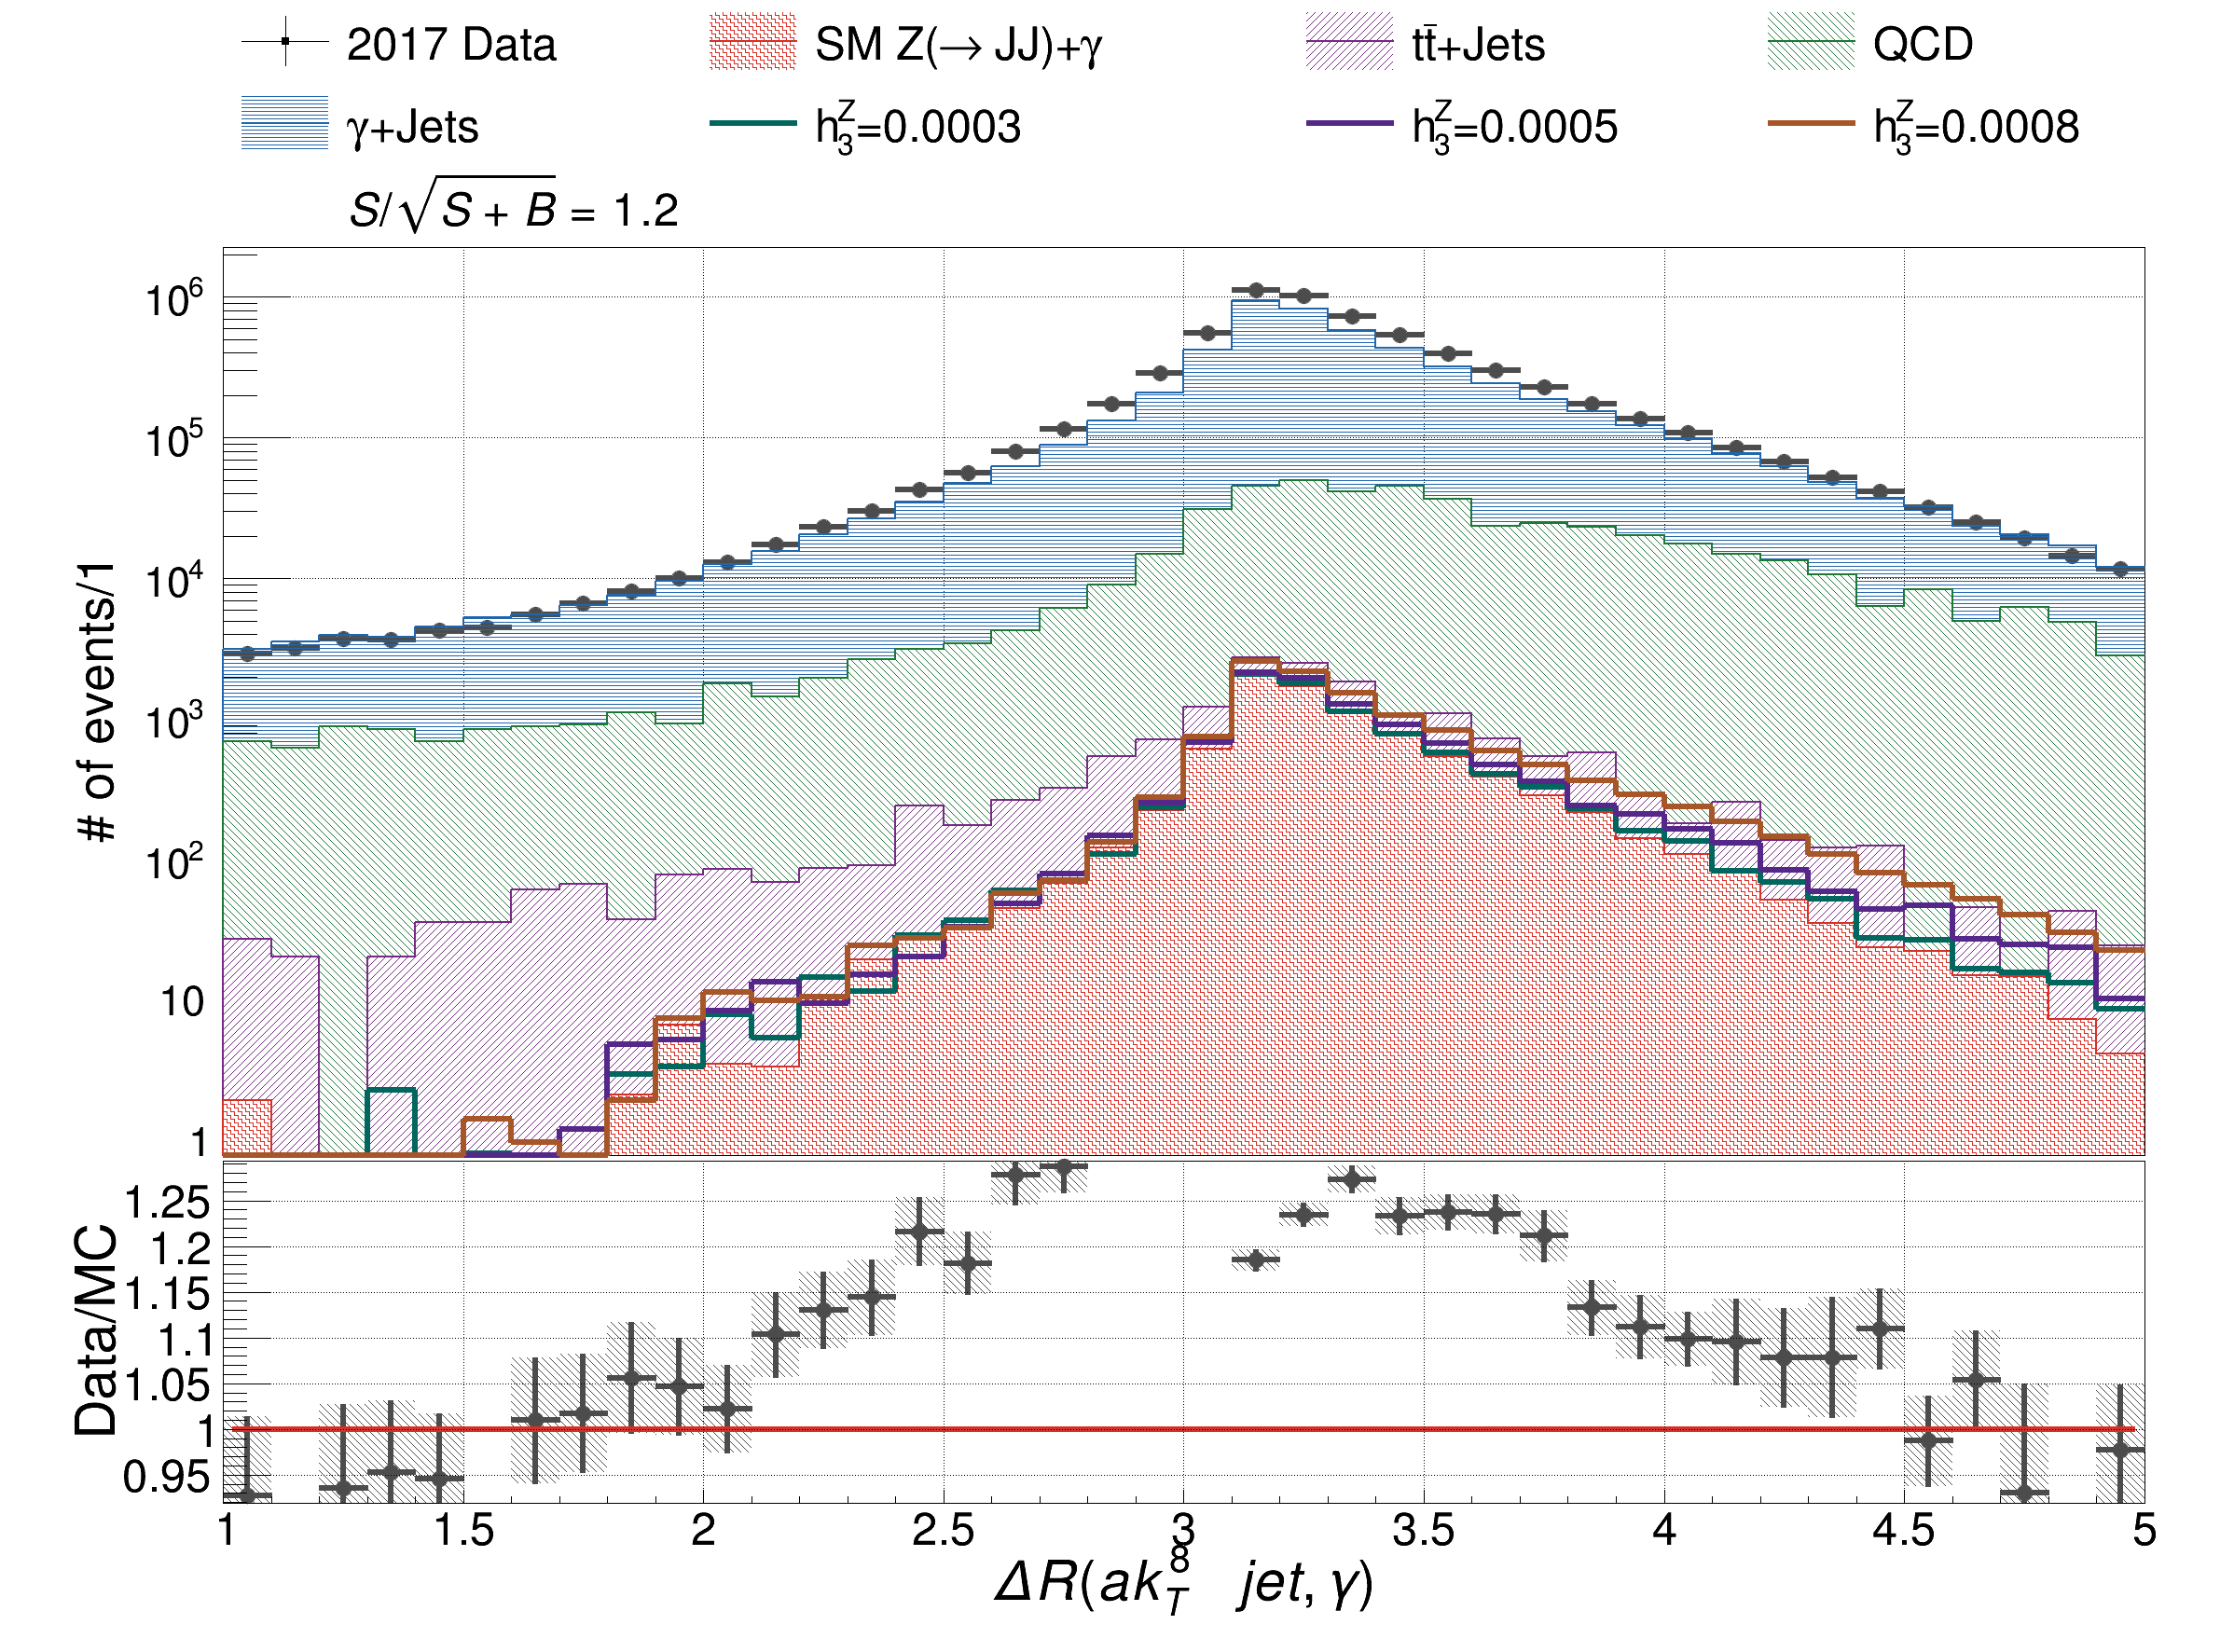 2017 Data SM Z(→ JJ)+γ tt̄+Jets QCD
γ+Jets h₃ᶻ=0.0003 h₃ᶻ=0.0005 h₃ᶻ=0.0008
S/√S + B = 1.2
# of events/1
10⁶
10⁵
10⁴
10³
10²
10
1
Data/MC
1.25
1.2
1.15
1.1
1.05
1
0.95
1 1.5 2 2.5 3 3.5 4 4.5 5
ΔR(ak⁸_T jet, γ)